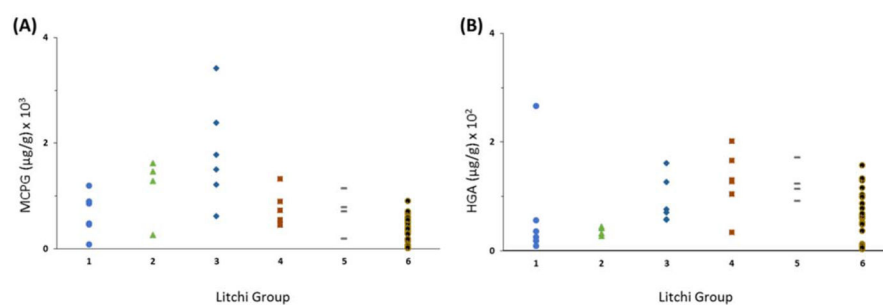 (A)
MCPG (µg/g) x 10³
4
2
0
1 2 3 4 5 6
Litchi Group
(B)
HGA (µg/g) x 10²
4
2
0
1 2 3 4 5 6
Litchi Group